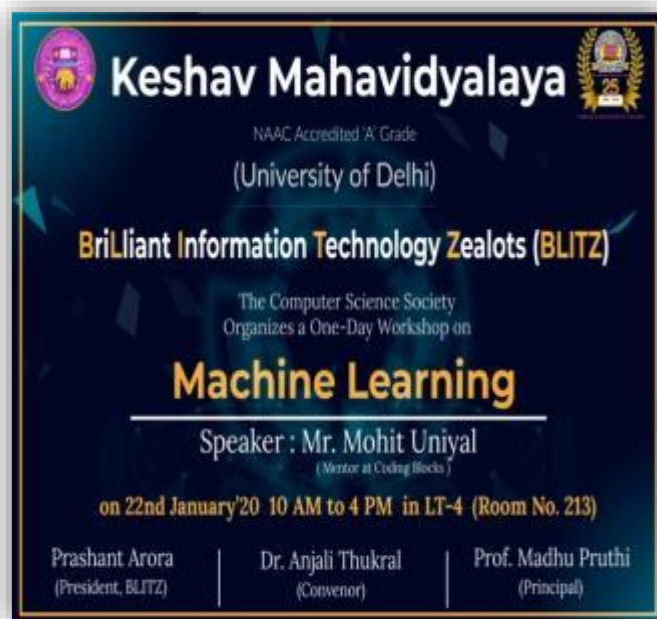 Keshav Mahavidyalaya
25
NAAC Accredited 'A' Grade
(University of Delhi)
BriLliant Information Technology Zealots (BLITZ)
The Computer Science Society
Organizes a One-Day Workshop on
Machine Learning
Speaker : Mr. Mohit Uniyal
( Mentor at Coding Blocks )
on 22nd January'20 10 AM to 4 PM in LT-4 (Room No. 213)
Prashant Arora
(President, BLITZ)
Dr. Anjali Thukral
(Convenor)
Prof. Madhu Pruthi
(Principal)